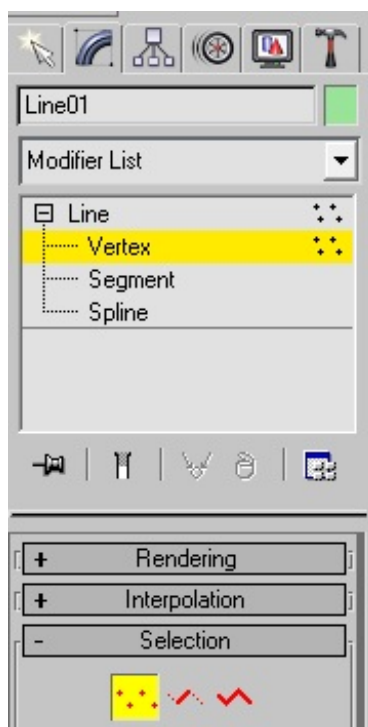 Line01
Modifier List
Line
Vertex
Segment
Spline
+ Rendering
+ Interpolation
- Selection